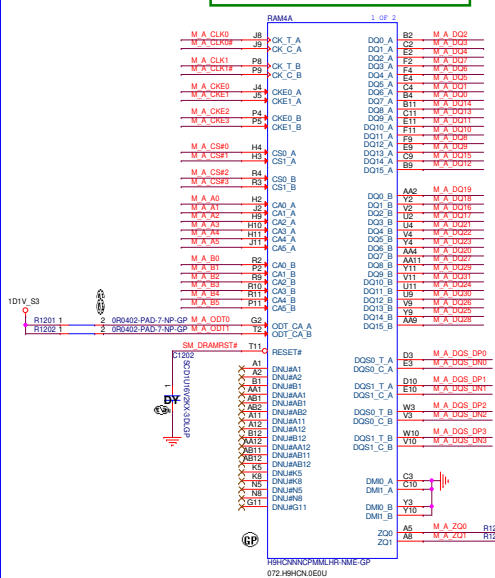 RAM4A 1 OF 2
M_A_CLK0 J8 CK_T_A DQ0_A B2 M_A_DQ2
M_A_CLK0# J9 CK_C_A DQ1_A C2 M_A_DQ3
DQ2_A E2 M_A_DQ4
M_A_CLK1 P8 CK_T_B DQ3_A F2 M_A_DQ7
M_A_CLK1# P9 CK_C_B DQ4_A F4 M_A_DQ6
DQ5_A E4 M_A_DQ5
M_A_CKE0 J4 CKE0_A DQ6_A C4 M_A_DQ1
M_A_CKE1 J5 CKE1_A DQ7_A B4 M_A_DQ0
DQ8_A B11 M_A_DQ14
M_A_CKE2 P4 CKE0_B DQ9_A C11 M_A_DQ13
M_A_CKE3 P5 CKE1_B DQ10_A E11 M_A_DQ11
DQ11_A F11 M_A_DQ10
DQ12_A F9 M_A_DQ8
M_A_CS#0 H4 CS0_A DQ13_A E9 M_A_DQ9
M_A_CS#1 H3 CS1_A DQ14_A C9 M_A_DQ15
DQ15_A B9 M_A_DQ12
M_A_CS#2 R4 CS0_B
M_A_CS#3 R3 CS1_B
DQ0_B AA2 M_A_DQ19
M_A_A0 H2 CA0_A DQ1_B Y2 M_A_DQ18
M_A_A1 J2 CA1_A DQ2_B V2 M_A_DQ16
M_A_A2 H9 CA2_A DQ3_B U2 M_A_DQ17
M_A_A3 H10 CA3_A DQ4_B U4 M_A_DQ21
M_A_A4 H11 CA4_A DQ5_B V4 M_A_DQ22
M_A_A5 J11 CA5_A DQ6_B Y4 M_A_DQ23
DQ7_B AA4 M_A_DQ20
M_A_B0 R2 CA0_B DQ8_B AA11 M_A_DQ27
M_A_B1 P2 CA1_B DQ9_B Y11 M_A_DQ29
M_A_B2 R9 CA2_B DQ10_B V11 M_A_DQ31
M_A_B3 R10 CA3_B DQ11_B U11 M_A_DQ24
M_A_B4 R11 CA4_B DQ12_B U9 M_A_DQ30
M_A_B5 P11 CA5_B DQ13_B V9 M_A_DQ26
1D1V_S3
DQ14_B Y9 M_A_DQ25
R1201 1 2 0R0402-PAD-7-NP-GP M_A_ODT0 G2 ODT_CA_A DQ15_B AA9 M_A_DQ28
R1202 1 2 0R0402-PAD-7-NP-GP M_A_ODT1 T2 ODT_CA_B
SM_DRAMRST# T11 RESET#
C1202
SCD1U16V2KX-3DLGP
DY
DQS0_T_A D3 M_A_DQS_DP0
DQS0_C_A E3 M_A_DQS_DN0
A1 DNU#A1
A2 DNU#A2
B1 DNU#B1 DQS1_T_A D10 M_A_DQS_DP1
AA1 DNU#AA1 DQS1_C_A E10 M_A_DQS_DN1
AB1 DNU#AB1
AB2 DNU#AB2 DQS0_T_B W3 M_A_DQS_DP2
A11 DNU#A11 DQS0_C_B V3 M_A_DQS_DN2
A12 DNU#A12
B12 DNU#B12 DQS1_T_B W10 M_A_DQS_DP3
AA12 DNU#AA12 DQS1_C_B V10 M_A_DQS_DN3
AB11 DNU#AB11
AB12 DNU#AB12
K5 DNU#K5
K8 DNU#K8 DMI0_A C3
N5 DNU#N5 DMI1_A C10
N8 DNU#N8
G11 DNU#G11 DMI0_B Y3
DMI1_B Y10
ZQ0 A5 M_A_ZQ0 R12
ZQ1 A8 M_A_ZQ1 R12
GP
H9HCNNNCPMMLHR-NME-GP
072.H9HCN.0E0U